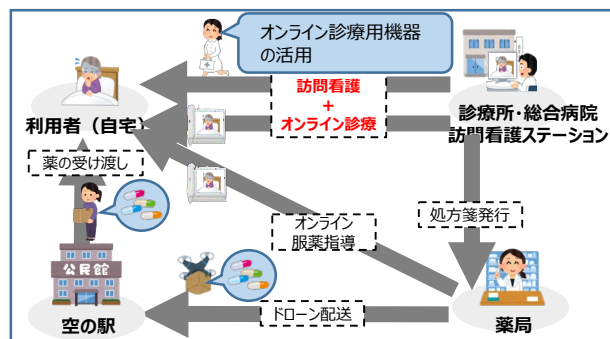 オンライン診療用機器
の活用
訪問看護
+
オンライン診療
利用者（自宅）
診療所・総合病院
訪問看護ステーション
薬の受け渡し
オンライン
服薬指導
処方箋発行
公民館
空の駅
ドローン配送
薬局